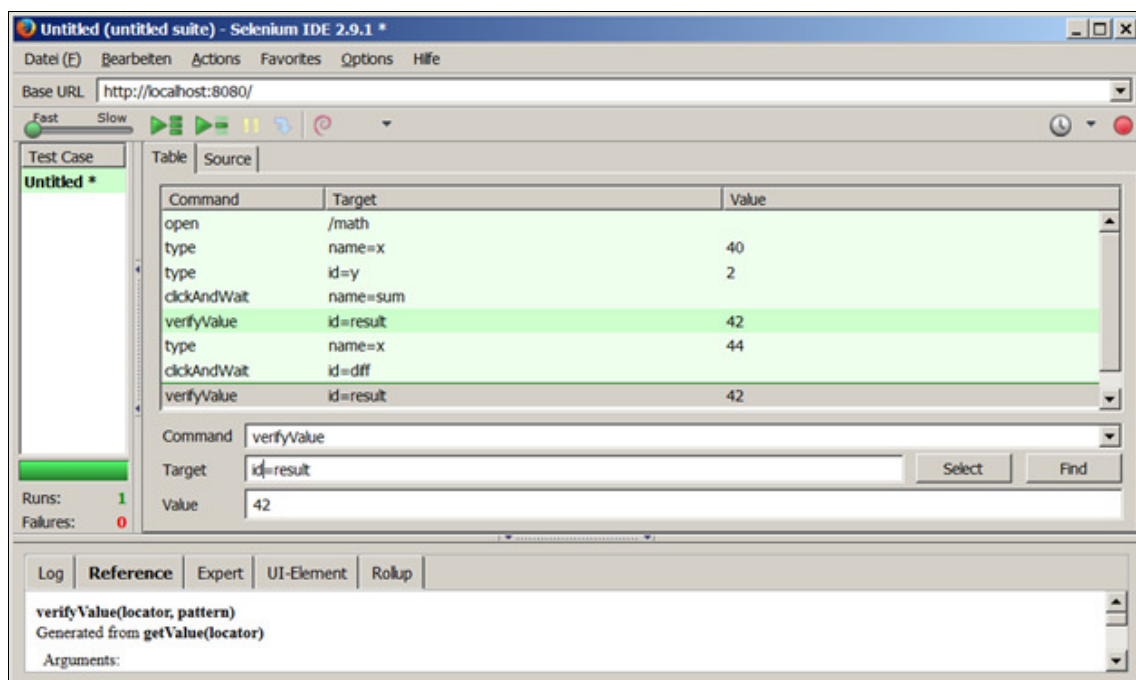 Untitled (untitled suite) - Selenium IDE 2.9.1 *
Datei (F) Bearbeiten Actions Favorites Options Hilfe
Base URL http://localhost:8080/
Fast Slow
Test Case Table Source
Untitled *
Command Target Value
open /math
type name=x 40
type id=y 2
clickAndWait name=sum
verifyValue id=result 42
type name=x 44
clickAndWait id=diff
verifyValue id=result 42
Command verifyValue
Target id=result Select Find
Value 42
Runs: 1
Failures: 0
Log Reference Expert UI-Element Rollup
verifyValue(locator, pattern)
Generated from getValue(locator)
Arguments: